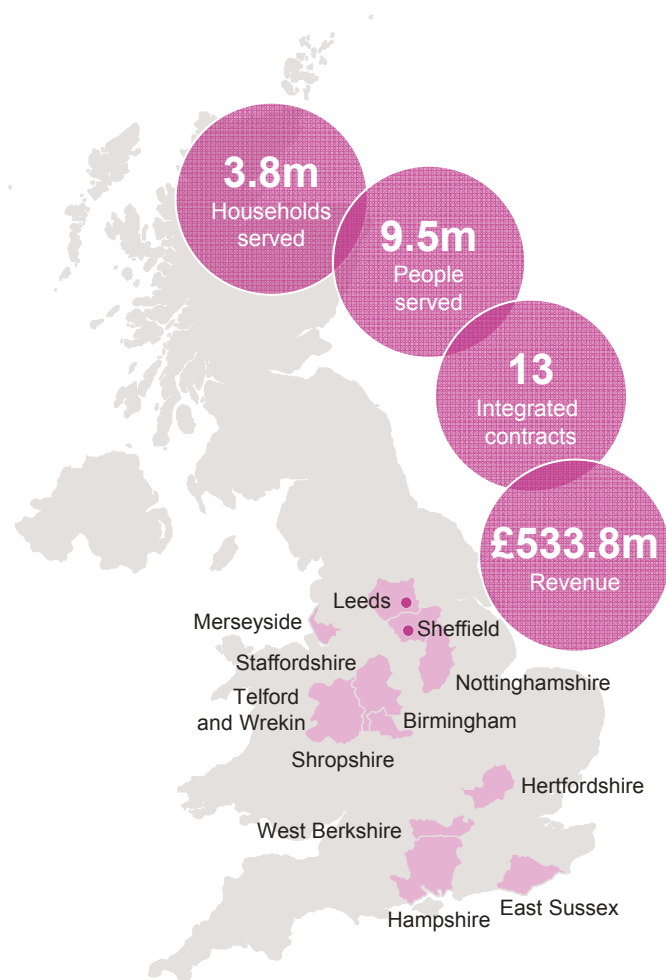 3.8m
Households
served
9.5m
People
served
13
Integrated
contracts
£533.8m
Revenue
Leeds
Merseyside
Sheffield
Staffordshire
Nottinghamshire
Telford
and Wrekin
Birmingham
Shropshire
Hertfordshire
West Berkshire
East Sussex
Hampshire